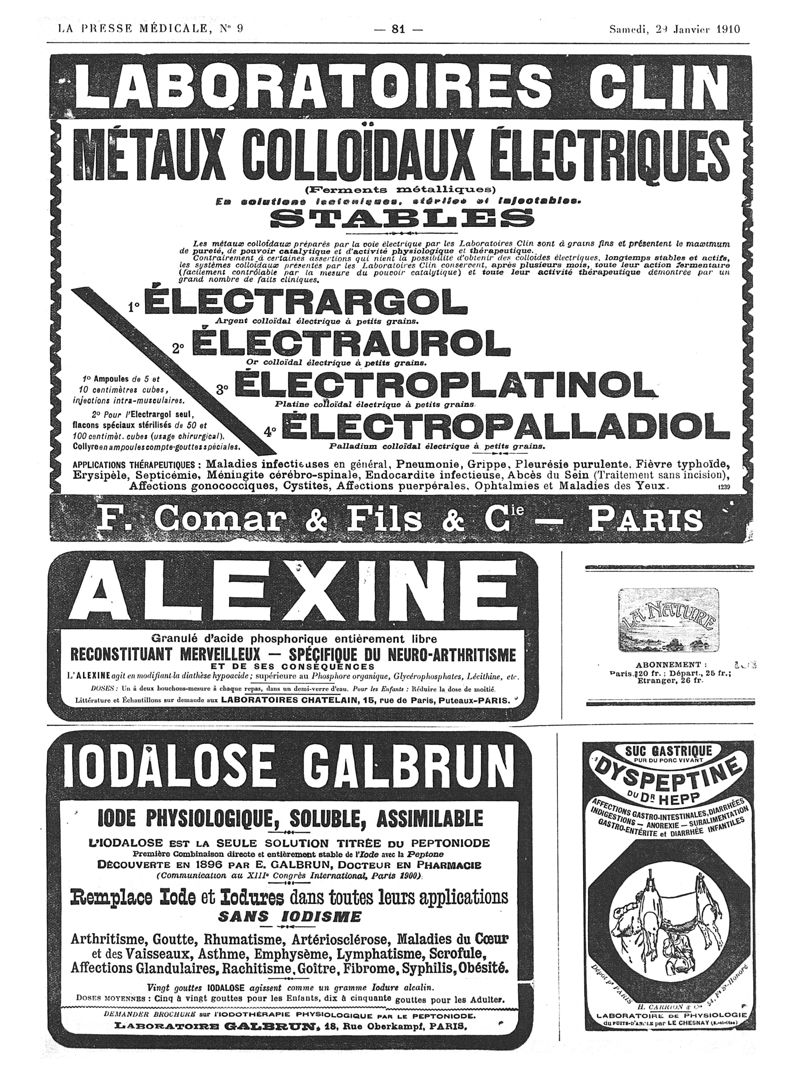 LA PRESSE MÉDICALE, N° 9 — 81 — Samedi, 29 Janvier 1910
LABORATOIRES CLIN
MÉTAUX COLLOÏDAUX ÉLECTRIQUES
(Ferments métalliques)
En solutions isotoniques, stériles et injectables.
STABLES
Les métaux colloïdaux préparés par la voie électrique par les Laboratoires Clin sont à grains fins et présentent le maximum
de pureté, de pouvoir catalytique et d'activité physiologique et thérapeutique.
Contrairement à certaines assertions qui nient la possibilité d'obtenir des colloïdes électriques, longtemps stables et actifs,
les systèmes colloïdaux présentés par les Laboratoires Clin conservent, après plusieurs mois, toute leur action fermentaire
(facilement contrôlable par la mesure du pouvoir catalytique) et toute leur activité thérapeutique démontrée par un
grand nombre de faits cliniques.
1° ÉLECTRARGOL
Argent colloïdal électrique à petits grains.
2° ÉLECTRAUROL
Or colloïdal électrique à petits grains.
3° ÉLECTROPLATINOL
Platine colloïdal électrique à petits grains
4° ÉLECTROPALLADIOL
Palladium colloïdal électrique à petits grains.
1° Ampoules de 5 et
10 centimètres cubes,
injections intra-musculaires.
2° Pour l'Electrargol seul,
flacons spéciaux stérilisés de 50 et
100 centimèt. cubes (usage chirurgical).
Collyre en ampoules compte-gouttes spéciales.
APPLICATIONS THÉRAPEUTIQUES : Maladies infectieuses en général, Pneumonie, Grippe, Pleurésie purulente, Fièvre typhoïde,
Erysipèle, Septicémie, Méningite cérébro-spinale, Endocardite infectieuse, Abcès du Sein (Traitement sans incision),
Affections gonococciques, Cystites, Affections puerpérales, Ophtalmies et Maladies des Yeux. 1239
F. Comar & Fils & Cie — PARIS
ALEXINE
Granulé d'acide phosphorique entièrement libre
RECONSTITUANT MERVEILLEUX — SPÉCIFIQUE DU NEURO-ARTHRITISME
ET DE SES CONSÉQUENCES
L'ALEXINE agit en modifiant la diathèse hypoacide ; supérieure au Phosphore organique, Glycérophosphates, Lécithine, etc.
DOSES : Un à deux bouchons-mesure à chaque repas, dans un demi-verre d'eau. Pour les Enfants : Réduire la dose de moitié.
Littérature et Échantillons sur demande aux LABORATOIRES CHATELAIN, 15, rue de Paris, Puteaux-PARIS.
LA NATURE
ABONNEMENT :
Paris. 20 fr. ; Départ., 25 fr.;
Etranger, 26 fr.
IODALOSE GALBRUN
IODE PHYSIOLOGIQUE, SOLUBLE, ASSIMILABLE
L'IODALOSE EST LA SEULE SOLUTION TITRÉE DU PEPTONIODE
Première Combinaison directe et entièrement stable de l'Iode avec la Peptone
DÉCOUVERTE EN 1896 PAR E. GALBRUN, DOCTEUR EN PHARMACIE
(Communication au XIIIe Congrès International, Paris 1900).
Remplace Iode et Iodures dans toutes leurs applications
SANS IODISME
Arthritisme, Goutte, Rhumatisme, Artériosclérose, Maladies du Cœur
et des Vaisseaux, Asthme, Emphysème, Lymphatisme, Scrofule,
Affections Glandulaires, Rachitisme, Goître, Fibrome, Syphilis, Obésité.
Vingt gouttes IODALOSE agissent comme un gramme Iodure alcalin.
DOSES MOYENNES : Cinq à vingt gouttes pour les Enfants, dix à cinquante gouttes pour les Adultes.
DEMANDER BROCHURE sur l'IODOTHÉRAPIE PHYSIOLOGIQUE PAR LE PEPTONIODE.
LABORATOIRE GALBRUN, 18, Rue Oberkampf, PARIS.
SUC GASTRIQUE
PUR DU PORC VIVANT
DYSPEPTINE
DU DR HEPP
AFFECTIONS GASTRO-INTESTINALES, DIARRHÉES
INDIGESTIONS — ANOREXIE — SURALIMENTATION
GASTRO-ENTÉRITE et DIARRHÉE INFANTILES
Dépôt pr PARIS
H. CARRION & Cie 54, Fg St-Honoré
LABORATOIRE DE PHYSIOLOGIE
du PUITS-D'ANGLE par LE CHESNAY